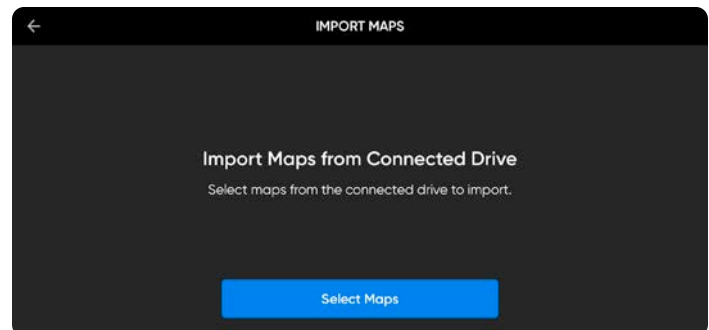 IMPORT MAPS
Import Maps from Connected Drive
Select maps from the connected drive to import.
Select Maps